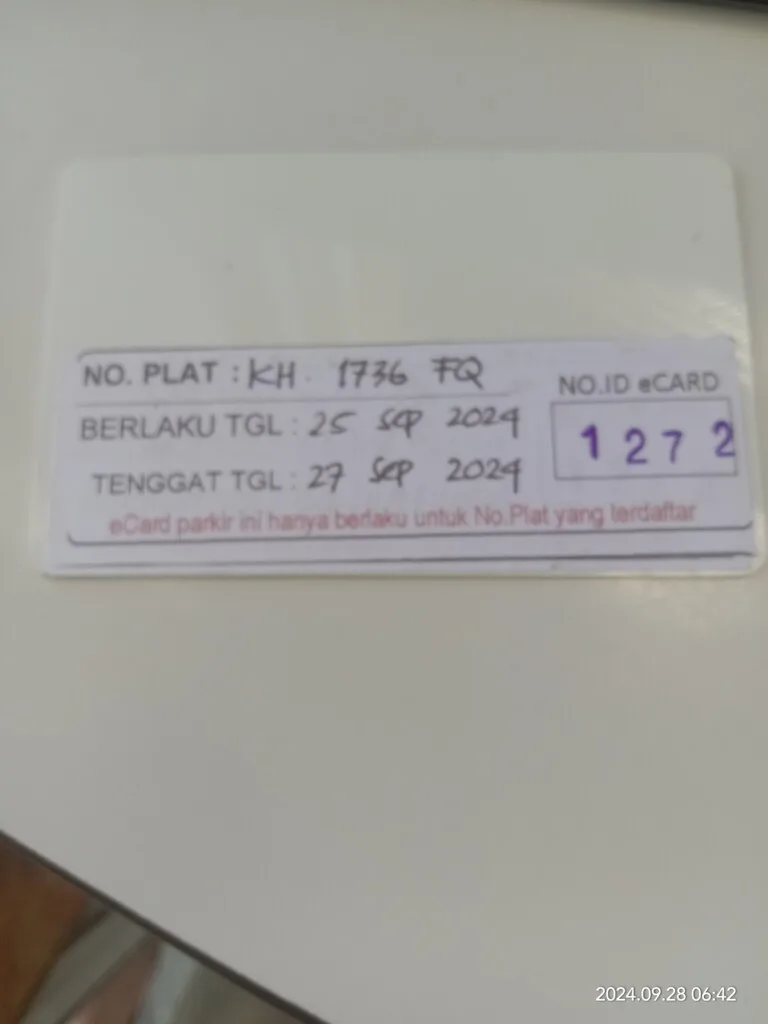 NO. PLAT : KH 1736 FQ
BERLAKU TGL : 25 SEP 2024
TENGGAT TGL : 27 SEP 2024
NO.ID eCARD
1272
eCard parkir ini hanya berlaku untuk No.Plat yang terdaftar
2024.09.28 06:42